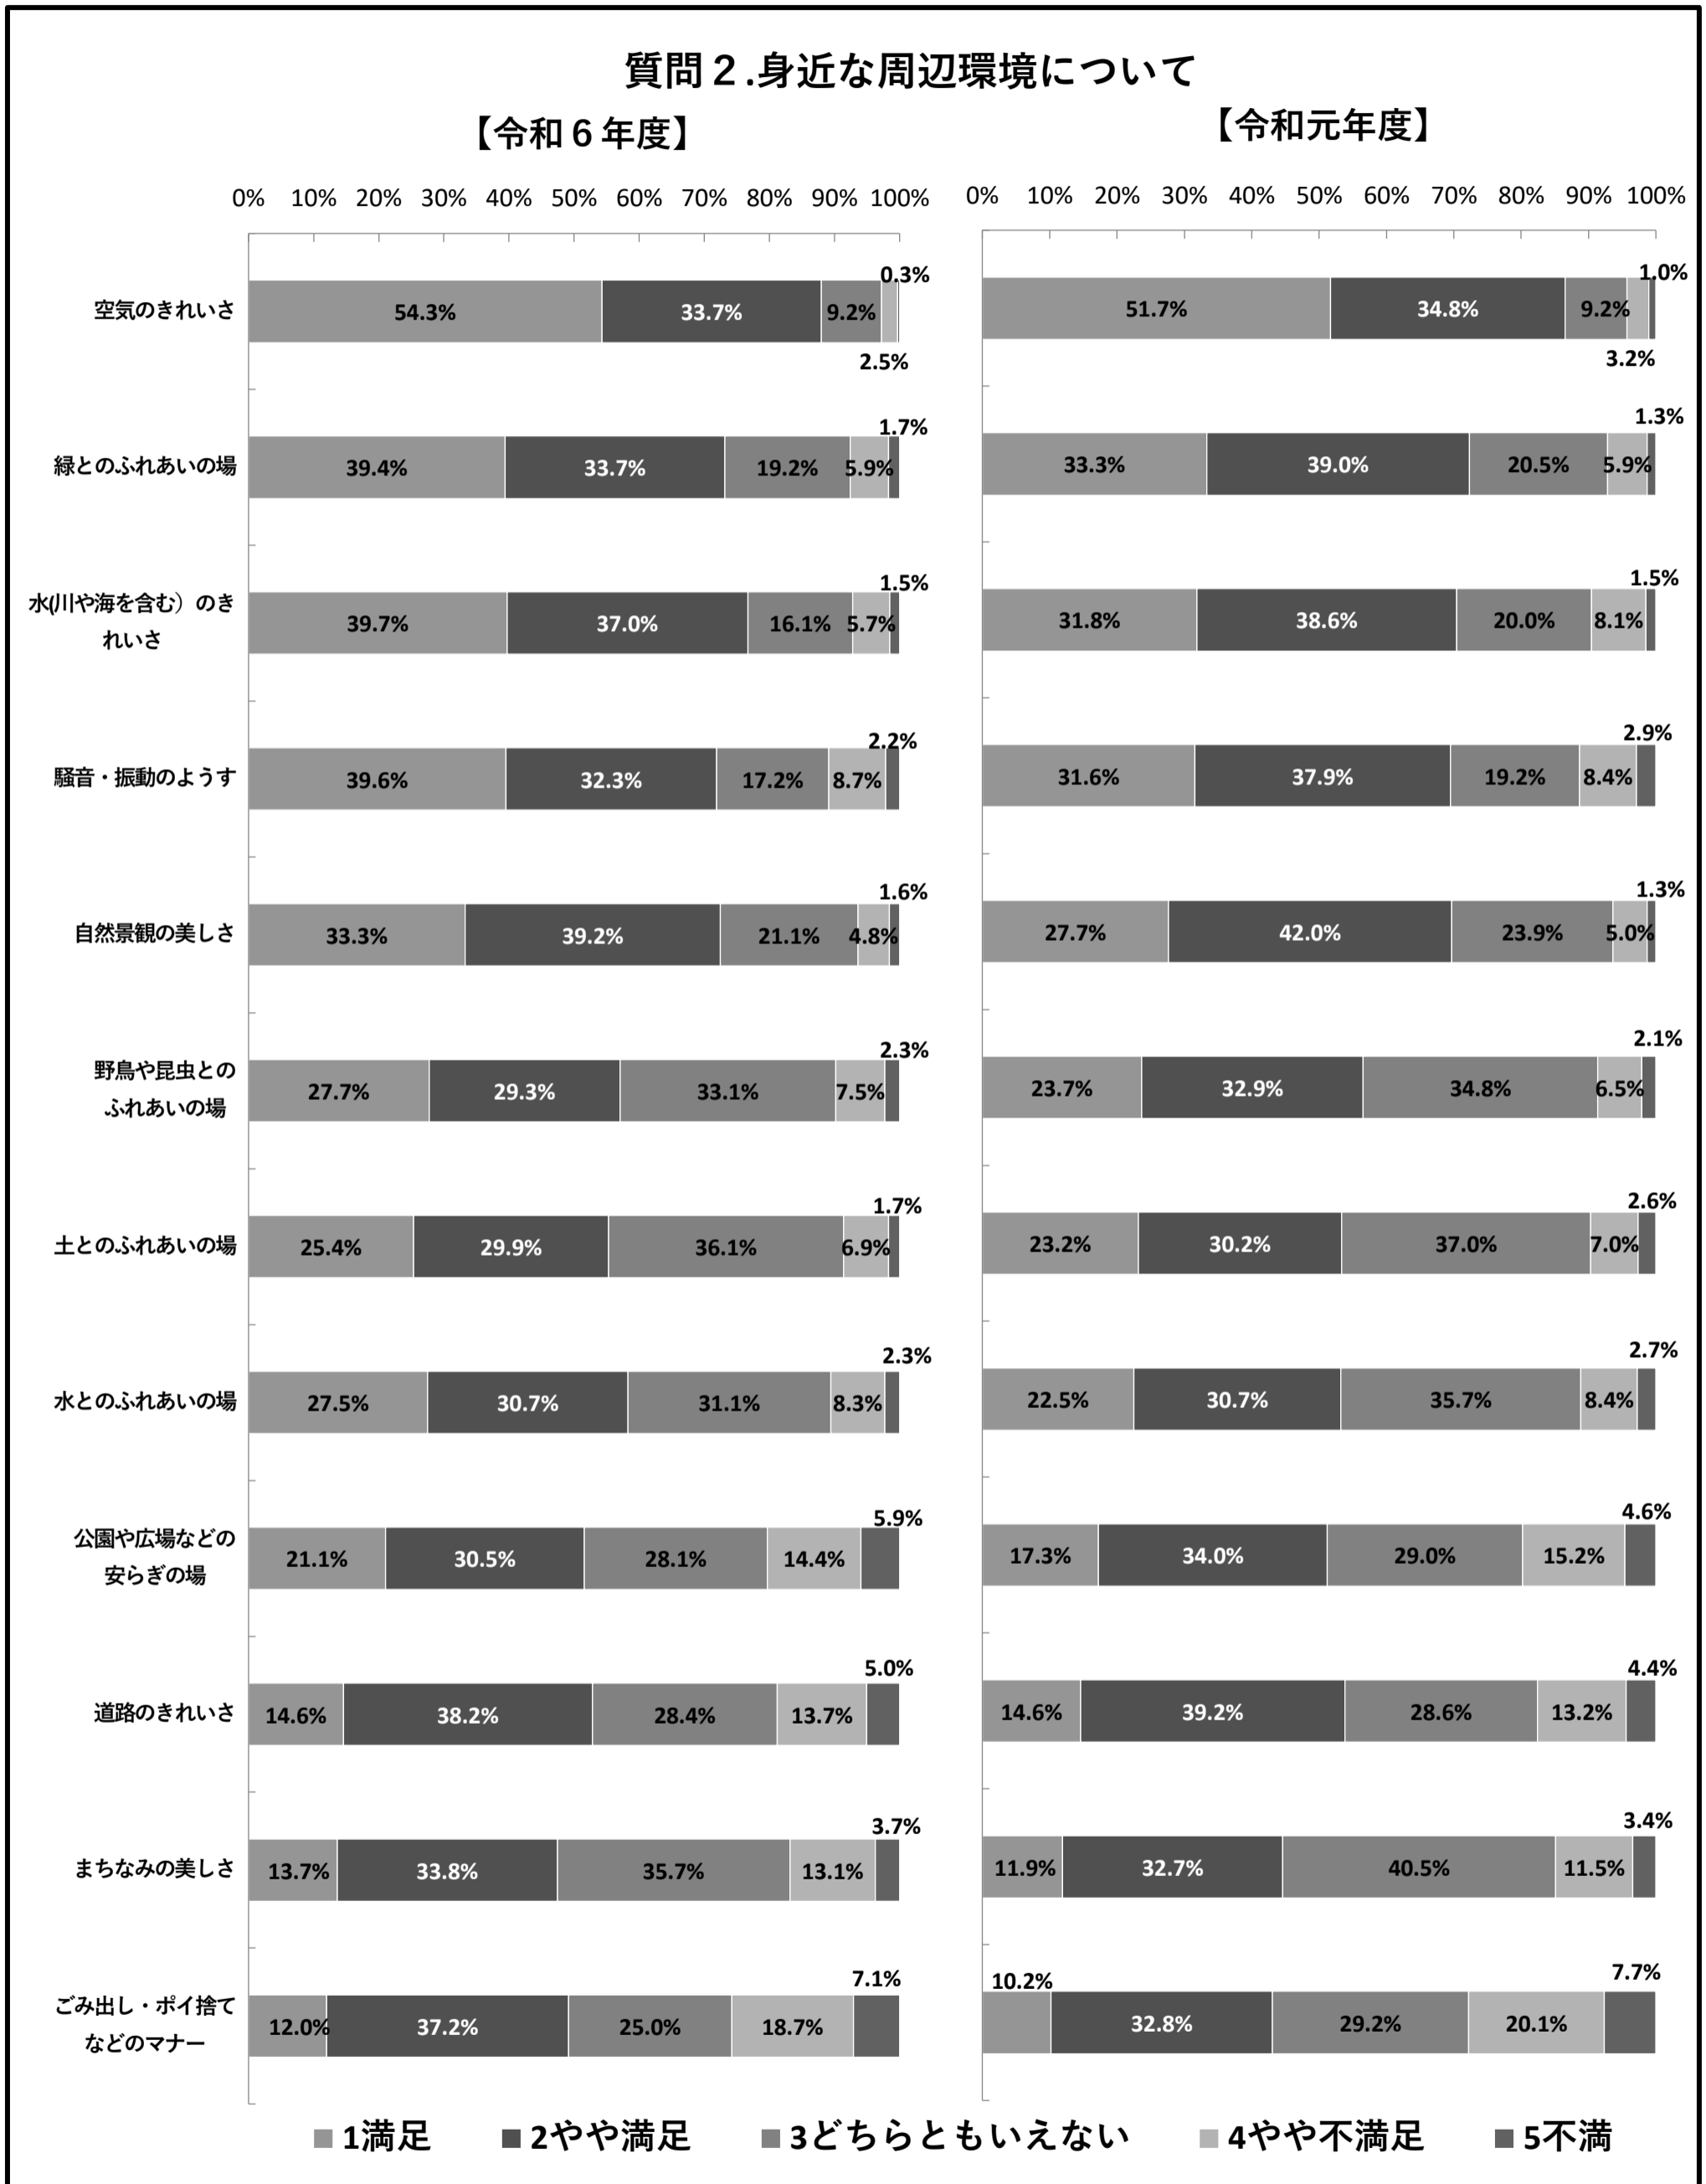 質問２.身近な周辺環境について
【令和６年度】
【令和元年度】
0% 10% 20% 30% 40% 50% 60% 70% 80% 90% 100%
0% 10% 20% 30% 40% 50% 60% 70% 80% 90% 100%
空気のきれいさ
54.3% 33.7% 9.2% 2.5% 0.3%
51.7% 34.8% 9.2% 3.2% 1.0%
緑とのふれあいの場
39.4% 33.7% 19.2% 5.9% 1.7%
33.3% 39.0% 20.5% 5.9% 1.3%
水(川や海を含む）のき
れいさ
39.7% 37.0% 16.1% 5.7% 1.5%
31.8% 38.6% 20.0% 8.1% 1.5%
騒音・振動のようす
39.6% 32.3% 17.2% 8.7% 2.2%
31.6% 37.9% 19.2% 8.4% 2.9%
自然景観の美しさ
33.3% 39.2% 21.1% 4.8% 1.6%
27.7% 42.0% 23.9% 5.0% 1.3%
野鳥や昆虫との
ふれあいの場
27.7% 29.3% 33.1% 7.5% 2.3%
23.7% 32.9% 34.8% 6.5% 2.1%
土とのふれあいの場
25.4% 29.9% 36.1% 6.9% 1.7%
23.2% 30.2% 37.0% 7.0% 2.6%
水とのふれあいの場
27.5% 30.7% 31.1% 8.3% 2.3%
22.5% 30.7% 35.7% 8.4% 2.7%
公園や広場などの
安らぎの場
21.1% 30.5% 28.1% 14.4% 5.9%
17.3% 34.0% 29.0% 15.2% 4.6%
道路のきれいさ
14.6% 38.2% 28.4% 13.7% 5.0%
14.6% 39.2% 28.6% 13.2% 4.4%
まちなみの美しさ
13.7% 33.8% 35.7% 13.1% 3.7%
11.9% 32.7% 40.5% 11.5% 3.4%
ごみ出し・ポイ捨て
などのマナー
12.0% 37.2% 25.0% 18.7% 7.1%
10.2% 32.8% 29.2% 20.1% 7.7%
1満足 2やや満足 3どちらともいえない 4やや不満足 5不満